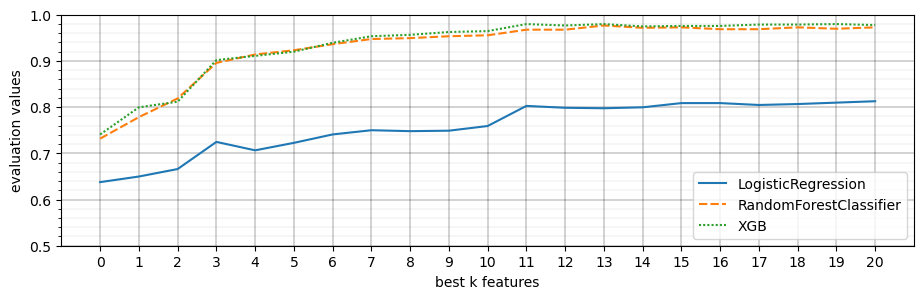 1.0
0.9
0.8
0.7
0.6
0.5
evaluation values
LogisticRegression
RandomForestClassifier
XGB
0 1 2 3 4 5 6 7 8 9 10 11 12 13 14 15 16 17 18 19 20
best k features